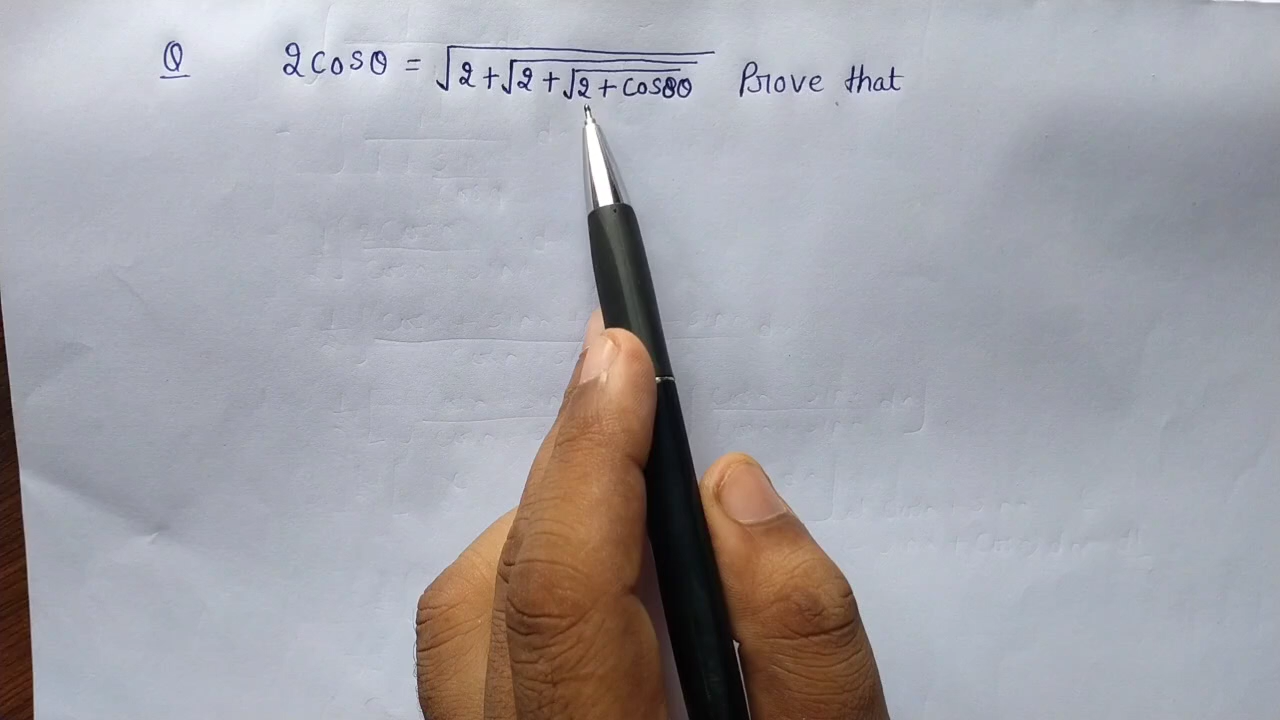 Q 2cosθ = √2+√2+√2+cos8θ Prove that